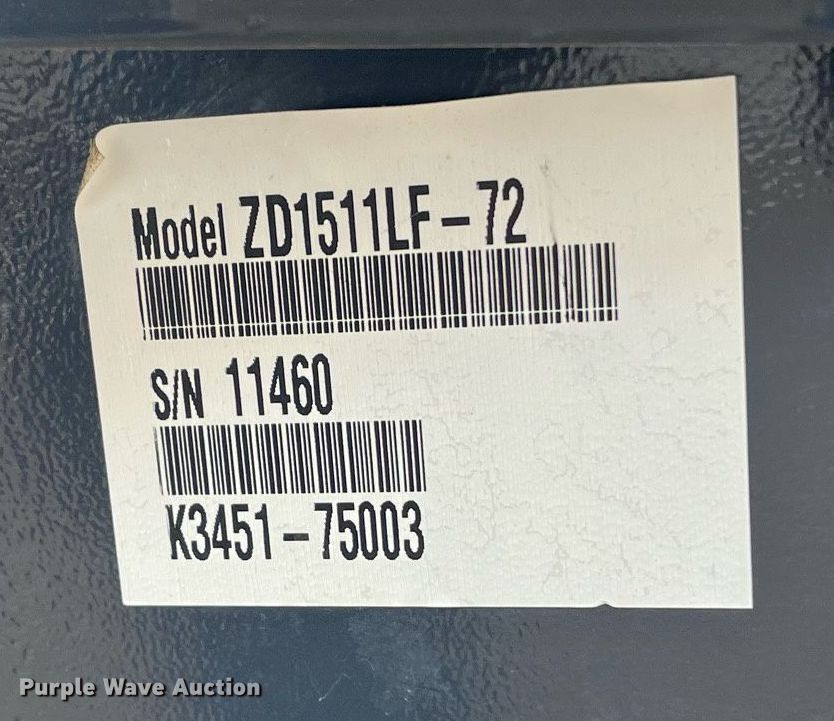 Model ZD1511LF-72
S/N 11460
K3451-75003
Purple Wave Auction